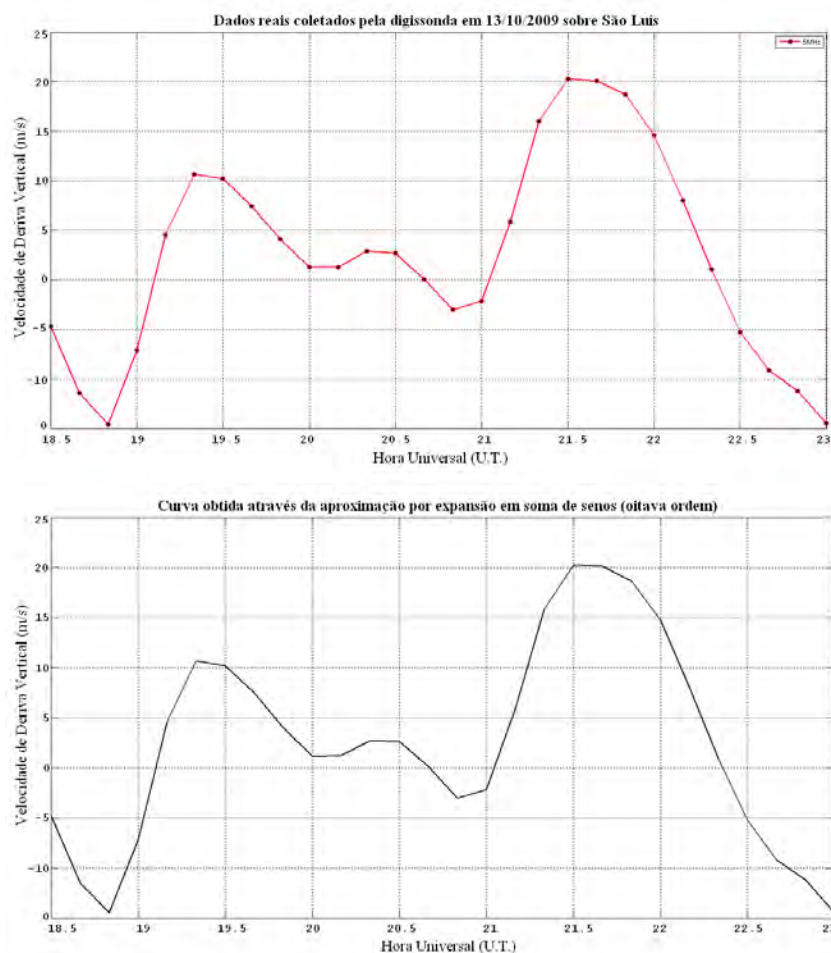 Dados reais coletados pela digissonda em 13/10/2009 sobre São Luis
25
5MHz
20
15
10
5
0
-5
-10
0
Velocidade de Deriva Vertical (m/s)
18.5 19 19.5 20 20.5 21 21.5 22 22.5 23
Hora Universal (U.T.)
Curva obtida através da aproximação por expansão em soma de senos (oitava ordem)
25
20
15
10
5
0
-5
-10
0
Velocidade de Deriva Vertical (m/s)
18.5 19 19.5 20 20.5 21 21.5 22 22.5 23
Hora Universal (U.T.)